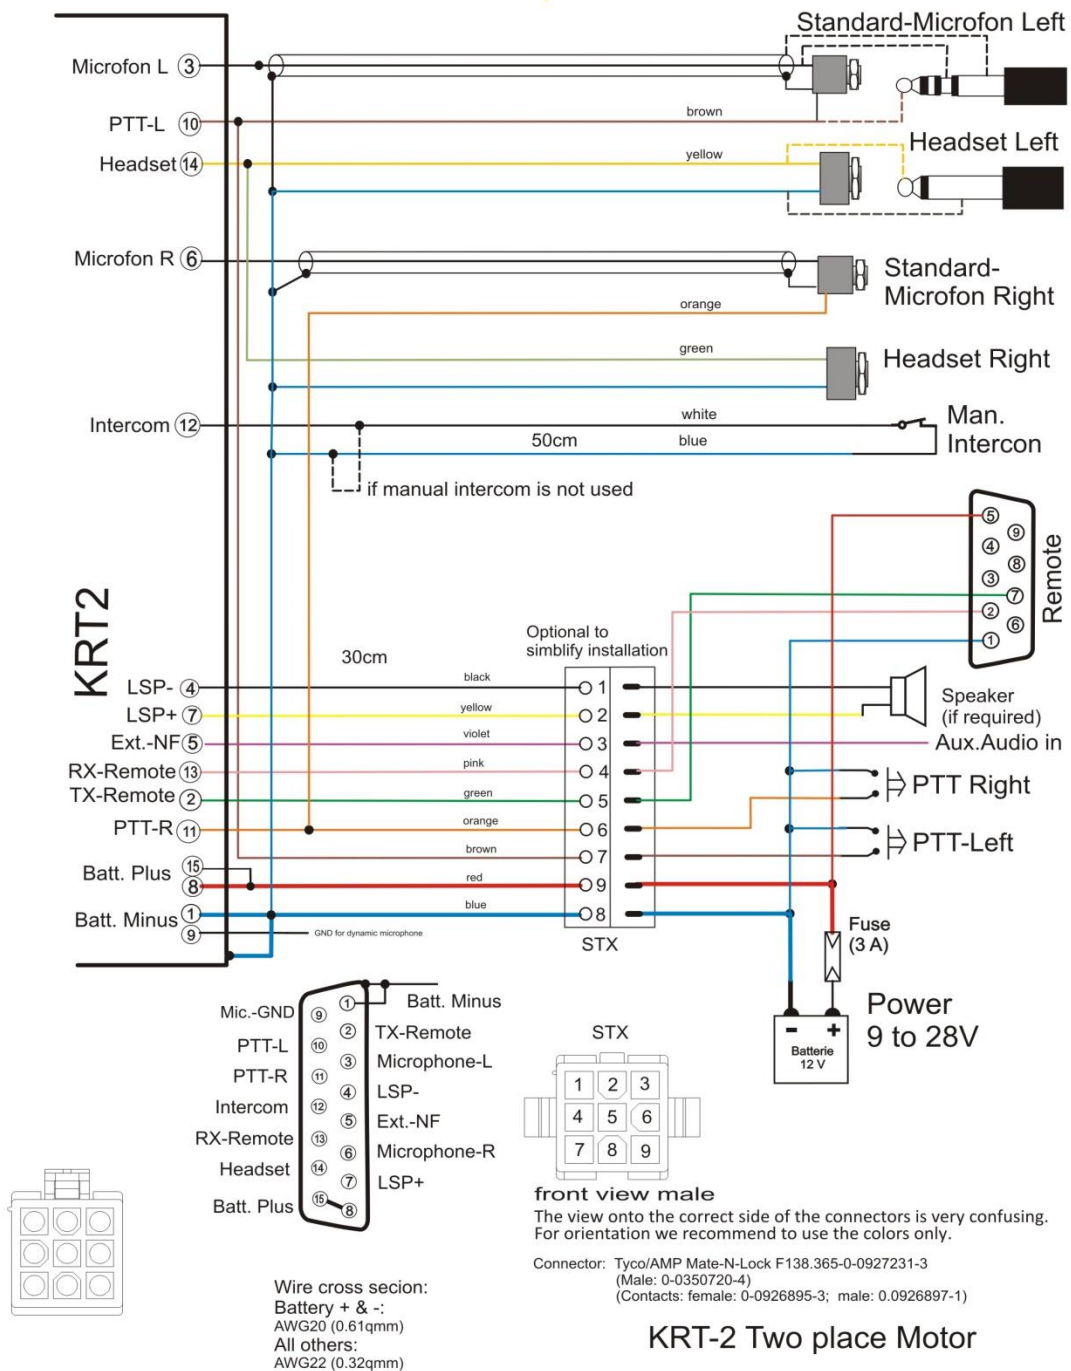 Standard-Microfon Left
Microfon L 3
brown
PTT-L 10
Headset 14
yellow
Headset Left
Microfon R 6
Standard-
Microfon Right
orange
green
Headset Right
Intercom 12
white
50cm
blue
Man.
Intercon
if manual intercom is not used
5
9
4
8
3
7
2
6
1
Remote
KRT2
Optional to
simblify installation
30cm
LSP- 4
black
1
LSP+ 7
yellow
2
Speaker
(if required)
Ext.-NF 5
violet
3
Aux.Audio in
RX-Remote 13
pink
4
PTT Right
TX-Remote 2
green
5
PTT-R 11
orange
6
PTT-Left
brown
7
Batt. Plus 15
8
red
9
Batt. Minus 1
9
blue
8
GND for dynamic microphone
STX
Fuse
(3 A)
Power
9 to 28V
- +
Batterie
12 V
1 Batt. Minus
Mic.-GND 9
2 TX-Remote
PTT-L 10
3 Microphone-L
PTT-R 11
4 LSP-
Intercom 12
5 Ext.-NF
RX-Remote 13
6 Microphone-R
Headset 14
7 LSP+
Batt. Plus 15
8
STX
1 2 3
4 5 6
7 8 9
front view male
The view onto the correct side of the connectors is very confusing.
For orientation we recommend to use the colors only.
Connector: Tyco/AMP Mate-N-Lock F138.365-0-0927231-3
(Male: 0-0350720-4)
(Contacts: female: 0-0926895-3; male: 0.0926897-1)
Wire cross secion:
Battery + & -:
AWG20 (0.61qmm)
All others:
AWG22 (0.32qmm)
KRT-2 Two place Motor